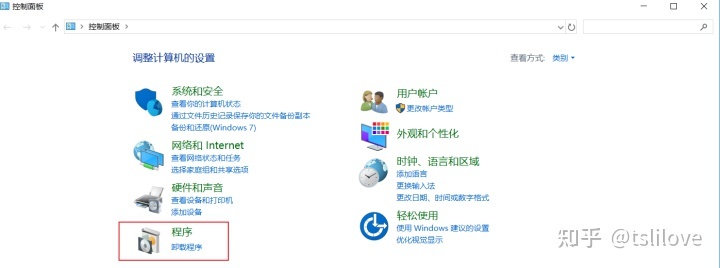 控制面板
控制面板
调整计算机的设置
查看方式: 类别
系统和安全
查看你的计算机状态
通过文件历史记录保存你的文件备份副本
备份和还原(Windows 7)
网络和 Internet
查看网络状态和任务
选择家庭组和共享选项
硬件和声音
查看设备和打印机
添加设备
程序
卸载程序
用户帐户
更改帐户类型
外观和个性化
时钟、语言和区域
添加语言
更换输入法
更改日期、时间或数字格式
轻松使用
使用 Windows 建议的设置
优化视觉显示
知乎 @tslilove